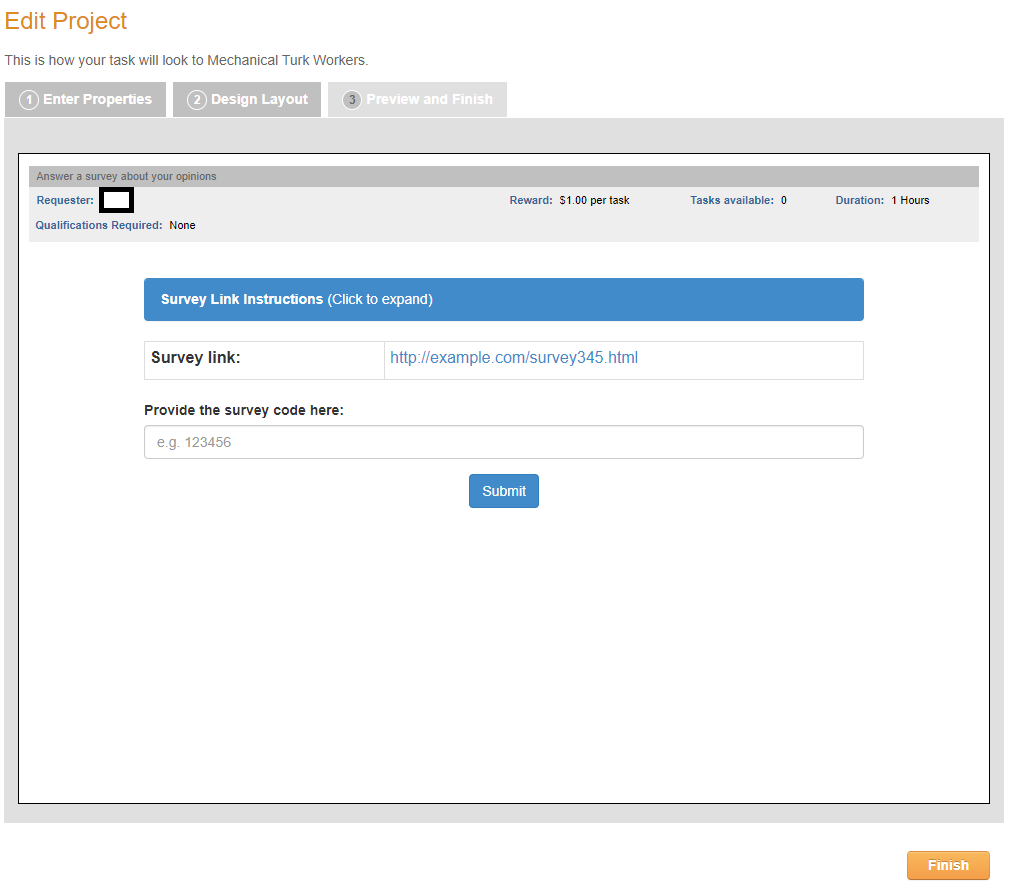 Edit Project
This is how your task will look to Mechanical Turk Workers.
1 Enter Properties 2 Design Layout 3 Preview and Finish
Answer a survey about your opinions
Requester: Reward: $1.00 per task Tasks available: 0 Duration: 1 Hours
Qualifications Required: None
Survey Link Instructions (Click to expand)
Survey link: http://example.com/survey345.html
Provide the survey code here:
e.g. 123456
Submit
Finish